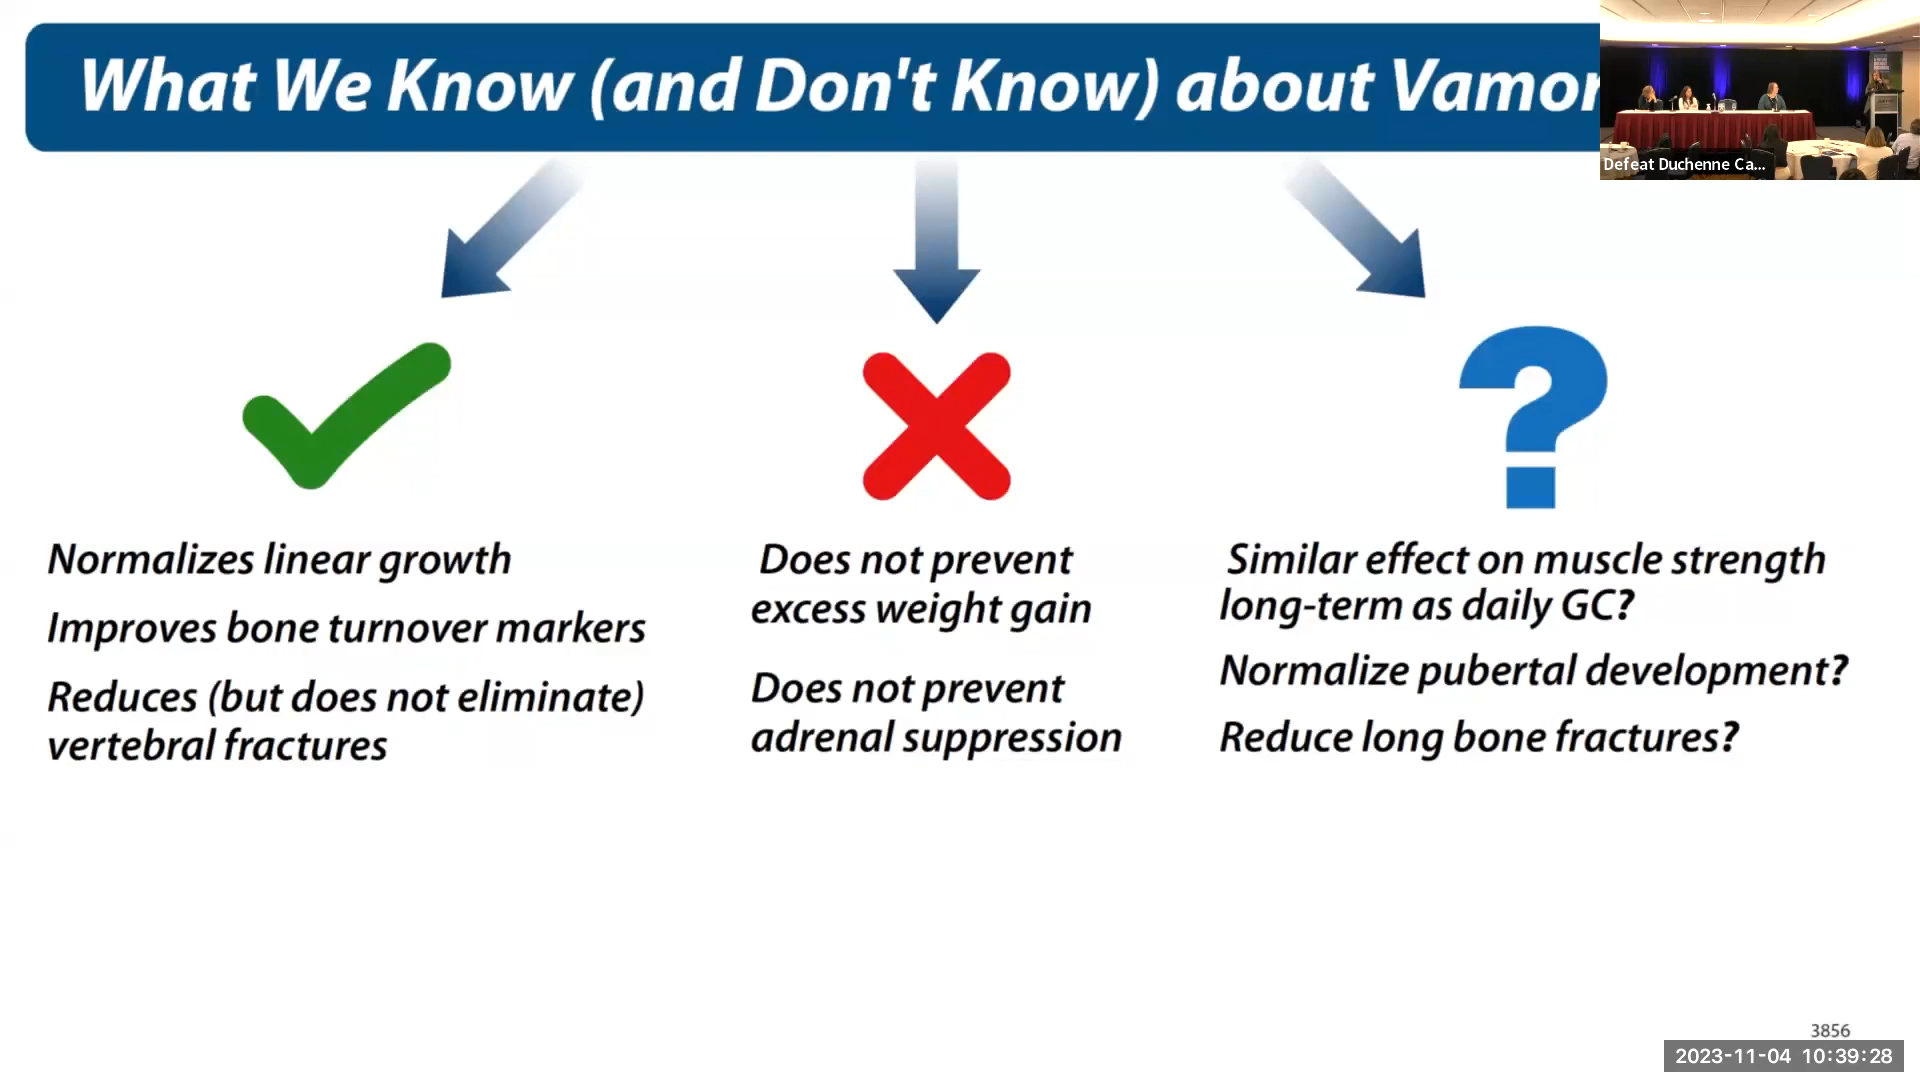 What We Know (and Don't Know) about Vamor
Defeat Duchenne Ca...
Normalizes linear growth
Improves bone turnover markers
Reduces (but does not eliminate)
vertebral fractures
Does not prevent
excess weight gain
Does not prevent
adrenal suppression
Similar effect on muscle strength
long-term as daily GC?
Normalize pubertal development?
Reduce long bone fractures?
3856
2023-11-04 10:39:28